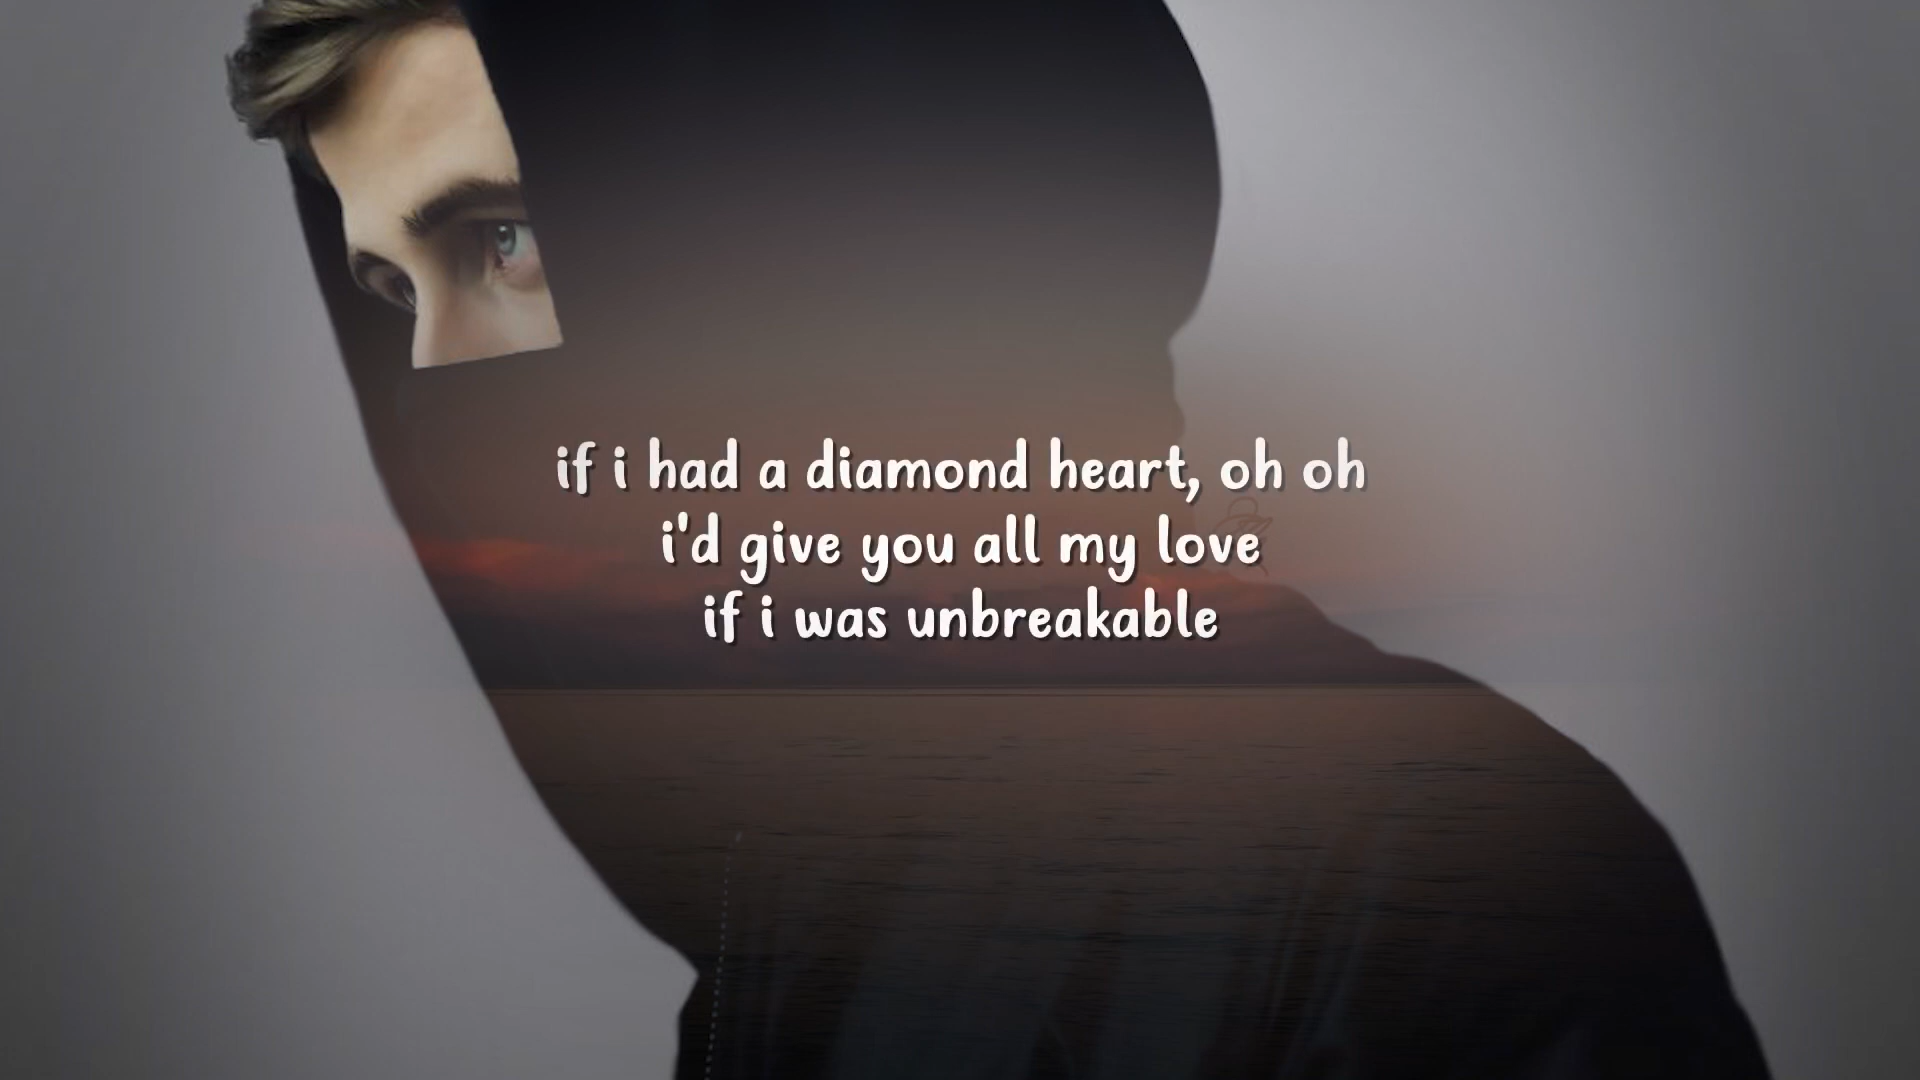 if i had a diamond heart, oh oh
i'd give you all my love
if i was unbreakable